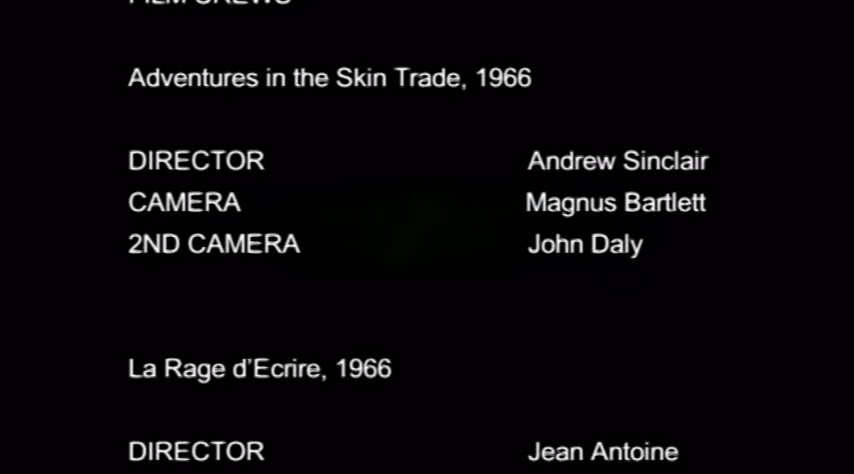 FILM CREWS
Adventures in the Skin Trade, 1966
DIRECTOR Andrew Sinclair
CAMERA Magnus Bartlett
2ND CAMERA John Daly
La Rage d'Ecrire, 1966
DIRECTOR Jean Antoine